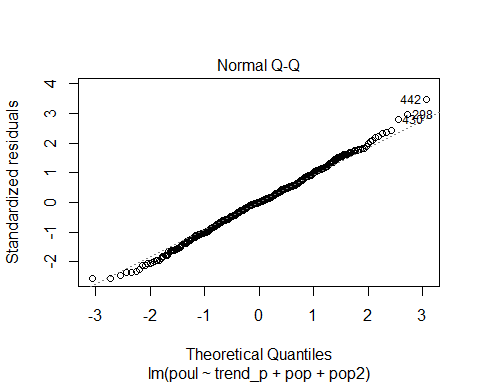 Normal Q-Q
Standardized residuals
4
3
2
1
0
-1
-2
442
298
430
-3 -2 -1 0 1 2 3
Theoretical Quantiles
lm(poul ~ trend_p + pop + pop2)